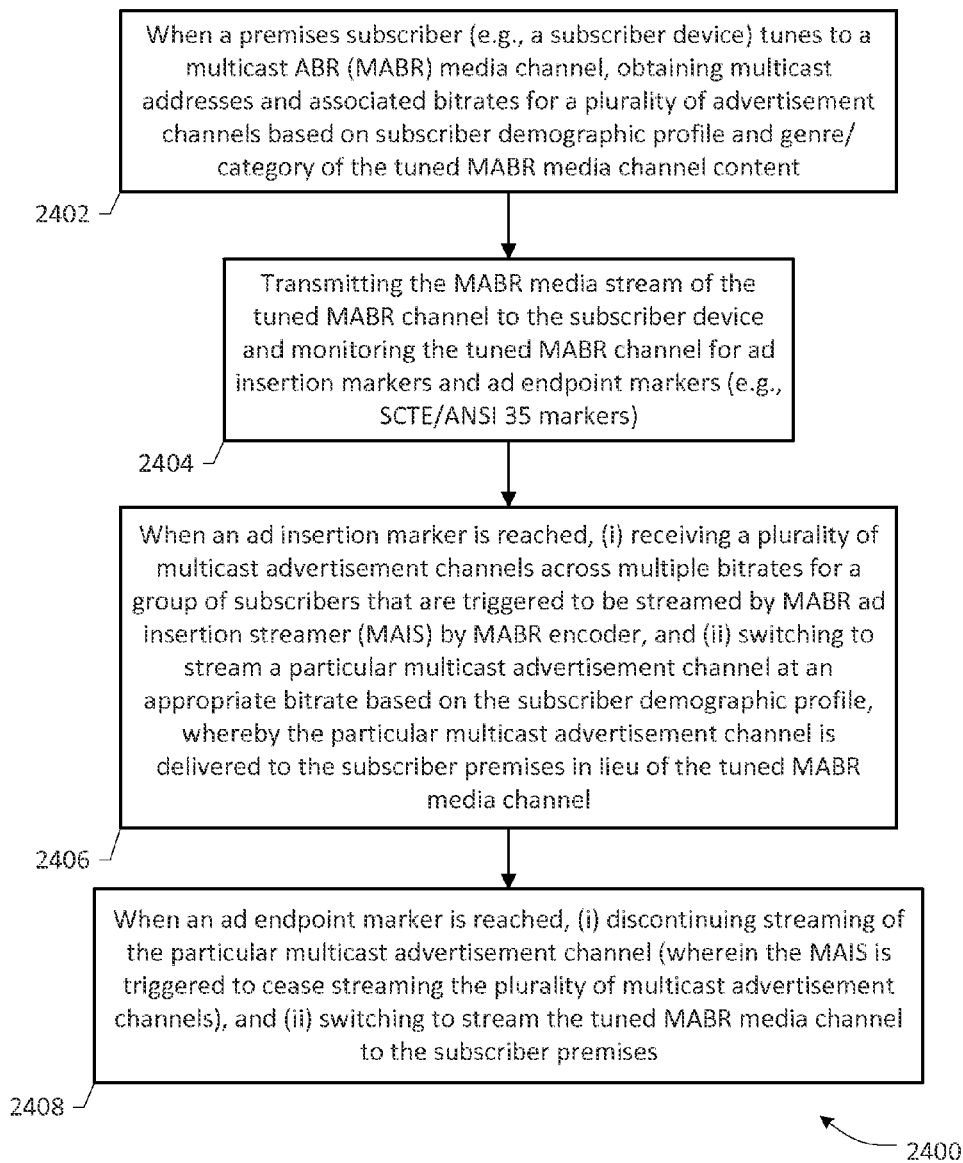 When a premises subscriber (e.g., a subscriber device) tunes to a
multicast ABR (MABR) media channel, obtaining multicast
addresses and associated bitrates for a plurality of advertisement
channels based on subscriber demographic profile and genre/
category of the tuned MABR media channel content
2402
Transmitting the MABR media stream of the
tuned MABR channel to the subscriber device
and monitoring the tuned MABR channel for ad
insertion markers and ad endpoint markers (e.g.,
SCTE/ANSI 35 markers)
2404
When an ad insertion marker is reached, (i) receiving a plurality of
multicast advertisement channels across multiple bitrates for a
group of subscribers that are triggered to be streamed by MABR ad
insertion streamer (MAIS) by MABR encoder, and (ii) switching to
stream a particular multicast advertisement channel at an
appropriate bitrate based on the subscriber demographic profile,
whereby the particular multicast advertisement channel is
delivered to the subscriber premises in lieu of the tuned MABR
media channel
2406
When an ad endpoint marker is reached, (i) discontinuing streaming of
the particular multicast advertisement channel (wherein the MAIS is
triggered to cease streaming the plurality of multicast advertisement
channels), and (ii) switching to stream the tuned MABR media channel
to the subscriber premises
2408
2400